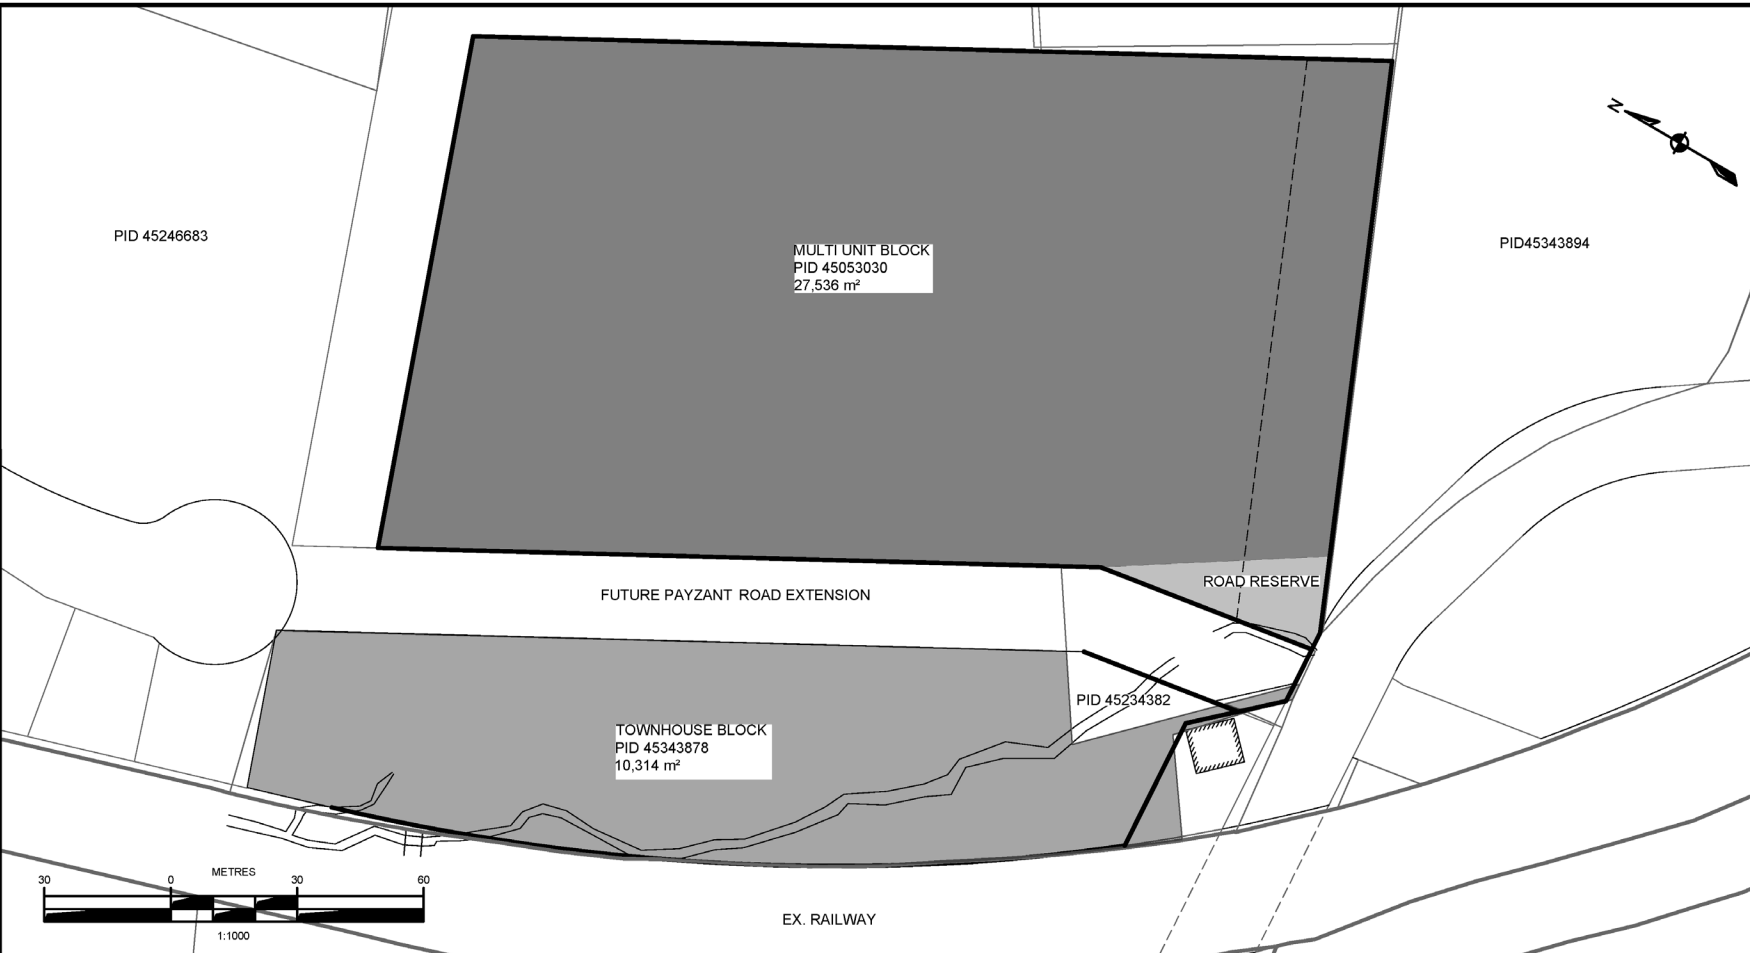 N
PID 45246683
MULTI UNIT BLOCK
PID 45053030
27,536 m²
PID45343894
ROAD RESERVE
FUTURE PAYZANT ROAD EXTENSION
PID 45234382
TOWNHOUSE BLOCK
PID 45343878
10,314 m²
METRES
30 0 30 60
1:1000
EX. RAILWAY